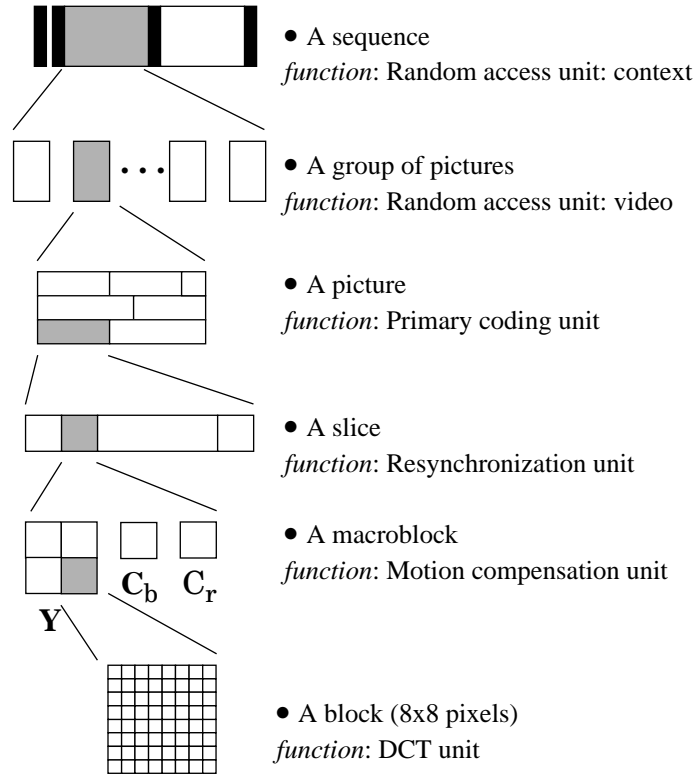 ● A sequence
function: Random access unit: context
● A group of pictures
function: Random access unit: video
● A picture
function: Primary coding unit
● A slice
function: Resynchronization unit
● A macroblock
function: Motion compensation unit
Cb Cr
Y
● A block (8x8 pixels)
function: DCT unit